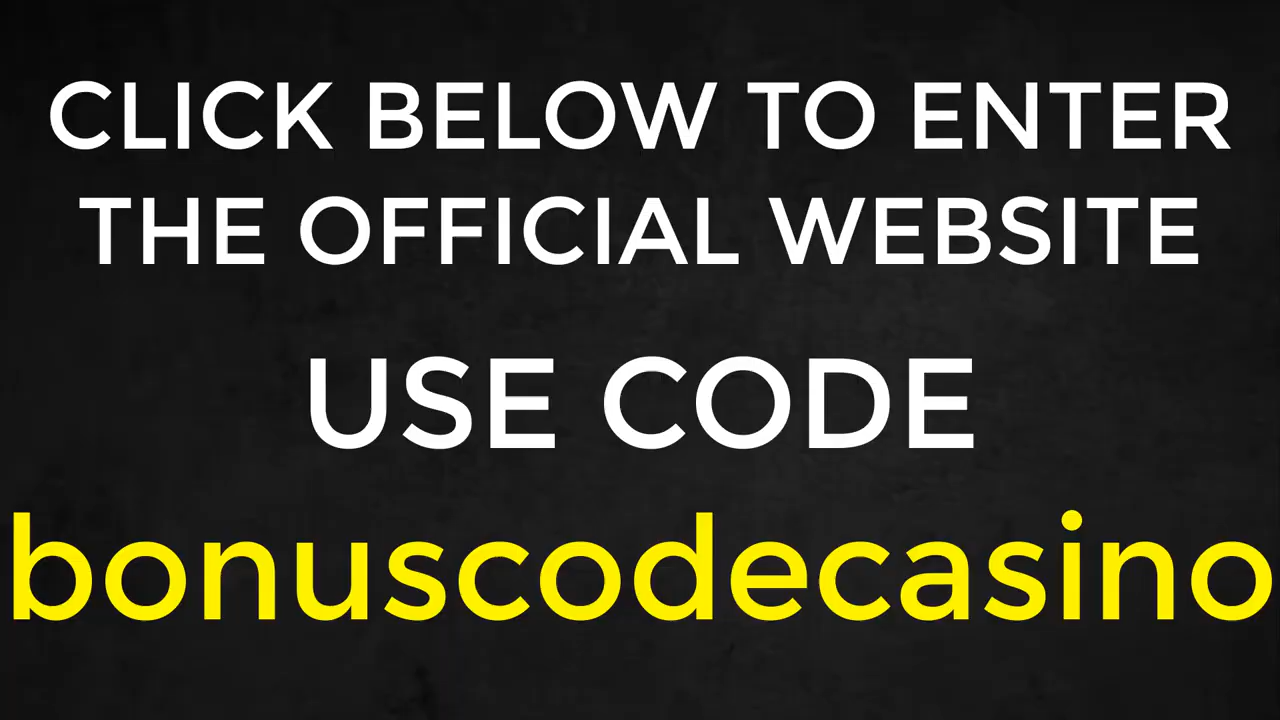 CLICK BELOW TO ENTER
THE OFFICIAL WEBSITE
USE CODE
bonuscodecasino